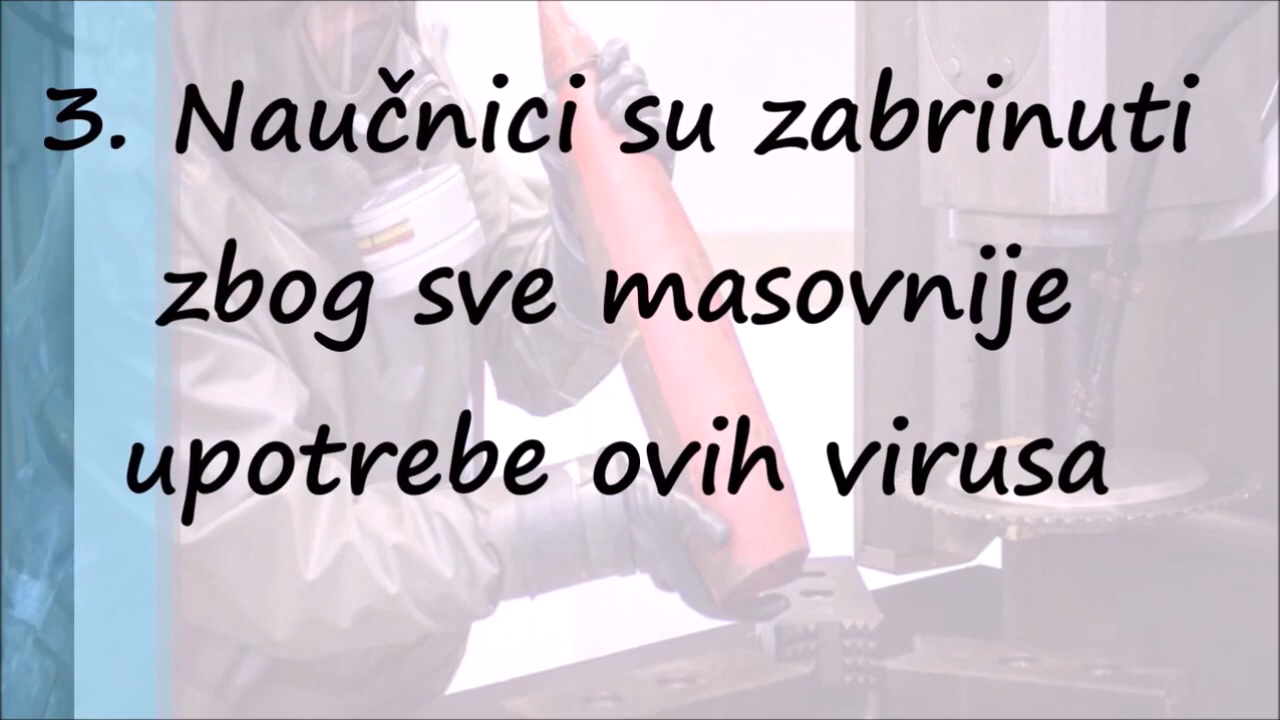 3. Naučnici su zabrinuti
zbog sve masovnije
upotrebe ovih virusa